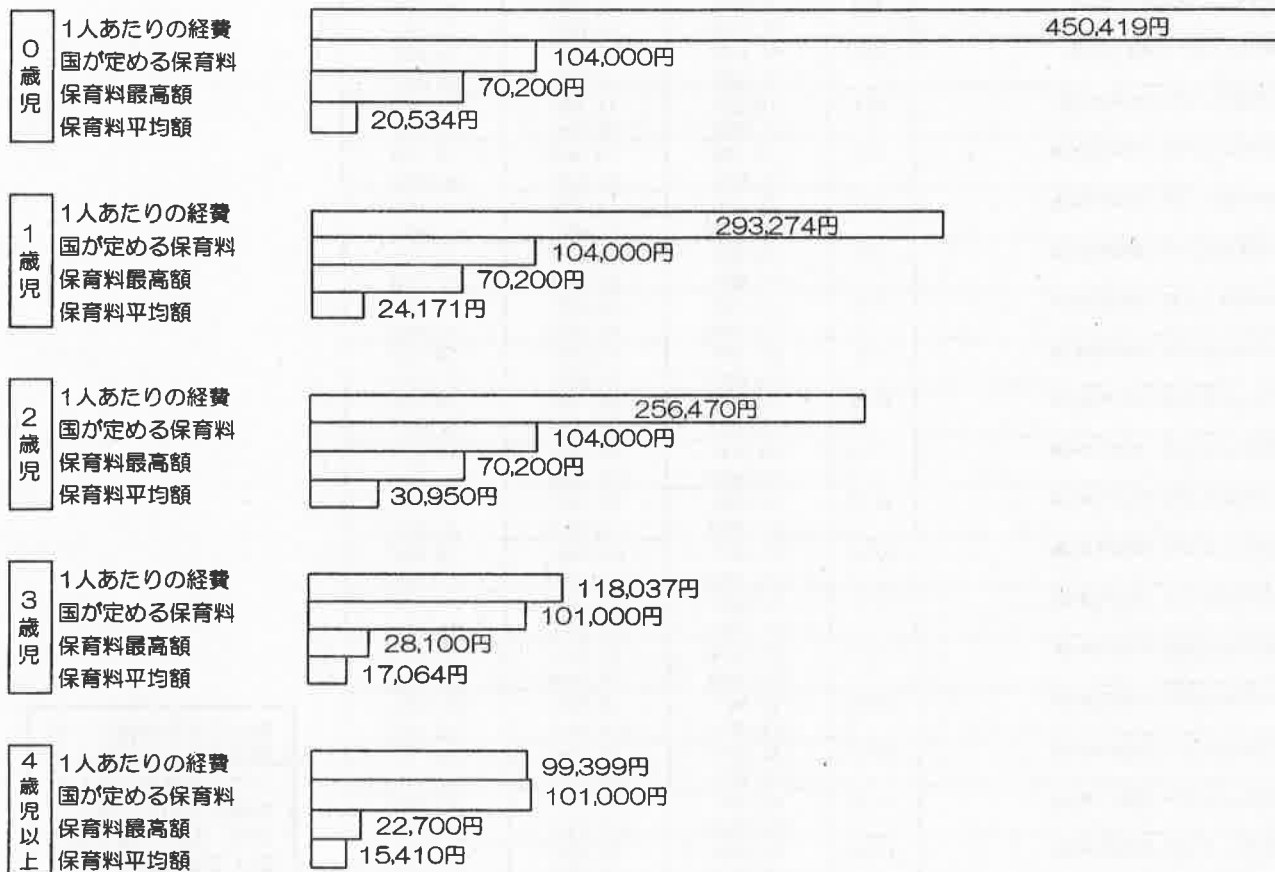 0歳児
1人あたりの経費 450,419円
国が定める保育料 104,000円
保育料最高額 70,200円
保育料平均額 20,534円
1歳児
1人あたりの経費 293,274円
国が定める保育料 104,000円
保育料最高額 70,200円
保育料平均額 24,171円
2歳児
1人あたりの経費 256,470円
国が定める保育料 104,000円
保育料最高額 70,200円
保育料平均額 30,950円
3歳児
1人あたりの経費 118,037円
国が定める保育料 101,000円
保育料最高額 28,100円
保育料平均額 17,064円
4歳児以上
1人あたりの経費 99,399円
国が定める保育料 101,000円
保育料最高額 22,700円
保育料平均額 15,410円